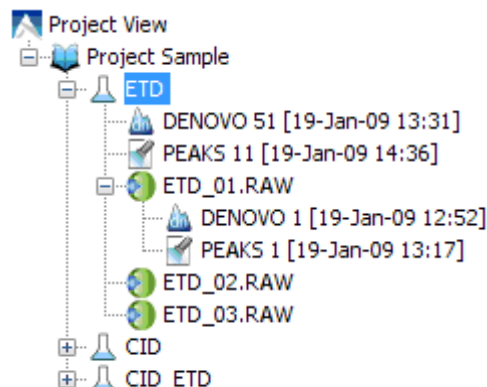 Project View
Project Sample
ETD
DENOVO 51 [19-Jan-09 13:31]
PEAKS 11 [19-Jan-09 14:36]
ETD_01.RAW
DENOVO 1 [19-Jan-09 12:52]
PEAKS 1 [19-Jan-09 13:17]
ETD_02.RAW
ETD_03.RAW
CID
CID_ETD